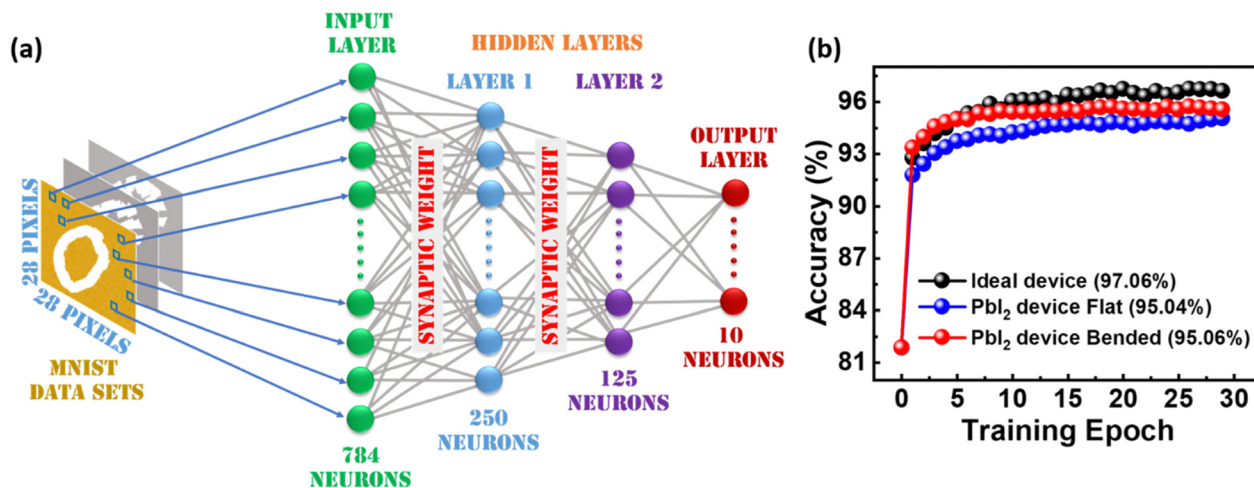 (a)
INPUT
LAYER
HIDDEN LAYERS
LAYER 1
LAYER 2
OUTPUT
LAYER
SYNAPTIC WEIGHT
SYNAPTIC WEIGHT
28 PIXELS
28 PIXELS
MNIST
DATA SETS
784
NEURONS
250
NEURONS
125
NEURONS
10
NEURONS
(b)
Accuracy (%)
96
93
90
87
84
81
Ideal device (97.06%)
PbI₂ device Flat (95.04%)
PbI₂ device Bended (95.06%)
0 5 10 15 20 25 30
Training Epoch